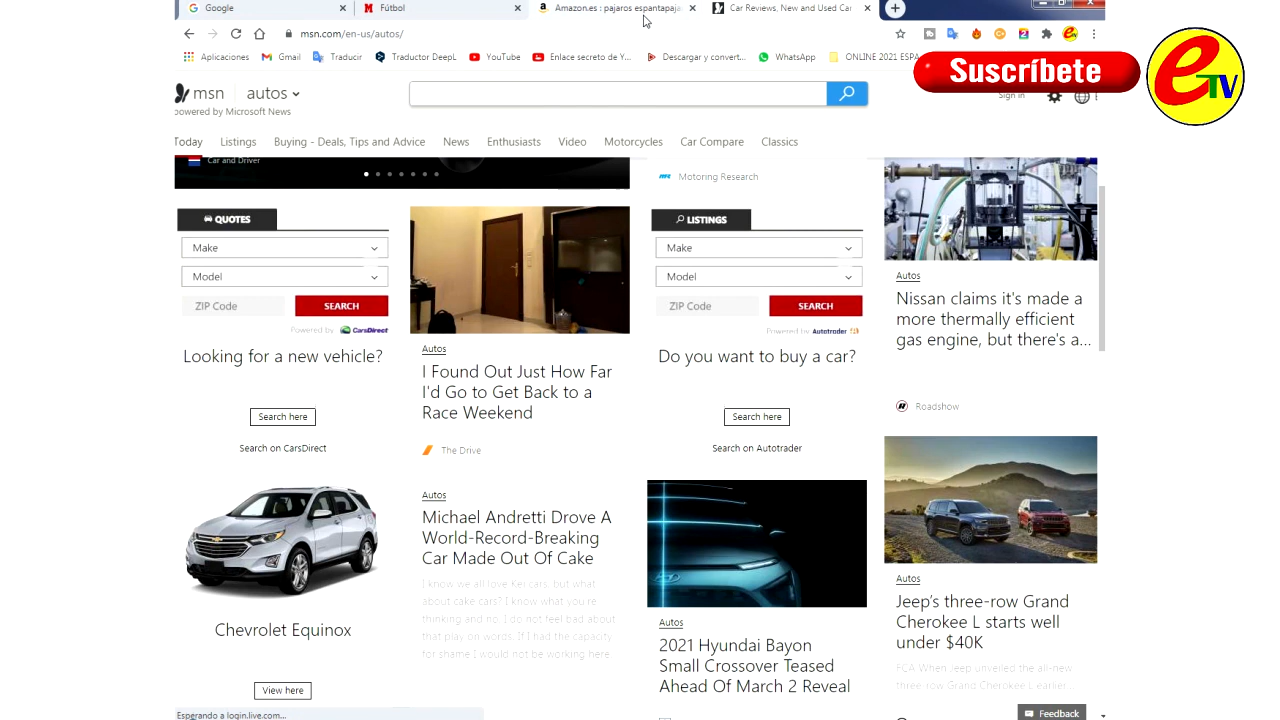 Google
Fútbol
Amazon.es : pajaros espantapaja
Car Reviews, New and Used Car
msn.com/en-us/autos/
Aplicaciones
Gmail
Traducir
Traductor DeepL
YouTube
Enlace secreto de Y...
Descargar y convert...
WhatsApp
ONLINE 2021 ESPA
Suscríbete
eTV
msn
autos
powered by Microsoft News
Sign in
Today
Listings
Buying - Deals, Tips and Advice
News
Enthusiasts
Video
Motorcycles
Car Compare
Classics
Car and Driver
QUOTES
Make
Model
ZIP Code
SEARCH
Powered by CarsDirect
Looking for a new vehicle?
Search here
Search on CarsDirect
Chevrolet Equinox
View here
Autos
I Found Out Just How Far
I'd Go to Get Back to a
Race Weekend
The Drive
Autos
Michael Andretti Drove A
World-Record-Breaking
Car Made Out Of Cake
I know we all love Kei cars, but what
about cake cars? I know what you're
thinking and no, I do not feel bad about
that play on words. If I had the capacity
for shame I would not be working here.
Motoring Research
LISTINGS
Make
Model
ZIP Code
SEARCH
Powered by Autotrader
Do you want to buy a car?
Search here
Search on Autotrader
Autos
2021 Hyundai Bayon
Small Crossover Teased
Ahead Of March 2 Reveal
Autos
Nissan claims it's made a
more thermally efficient
gas engine, but there's a...
Roadshow
Autos
Jeep's three-row Grand
Cherokee L starts well
under $40K
FCA When Jeep unveiled the all-new
three-row Grand Cherokee L earlier...
Esperando a login.live.com...
Feedback